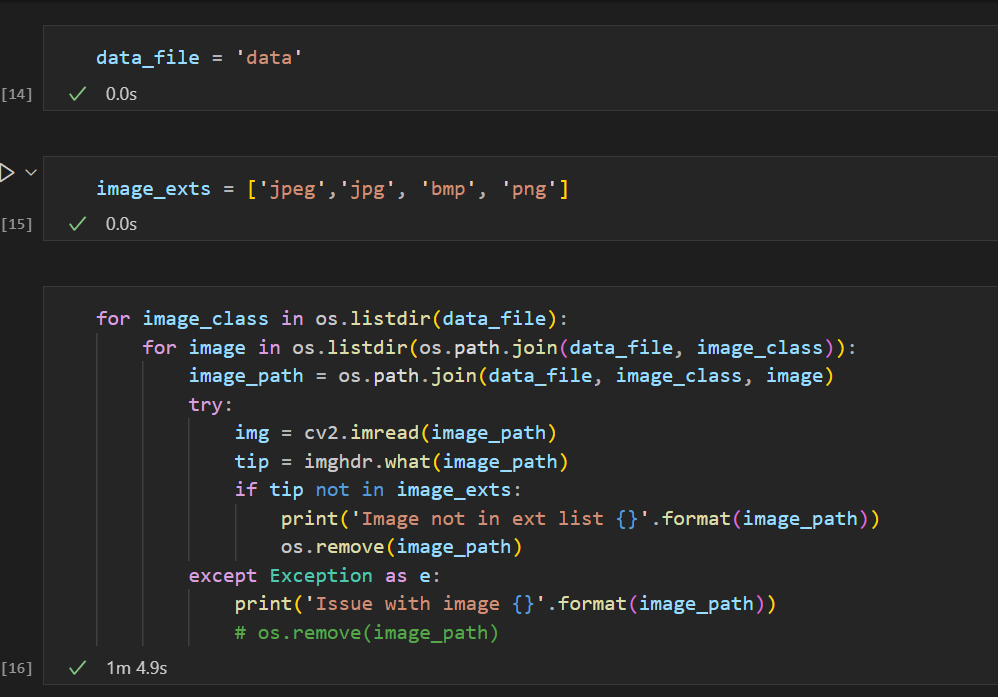 data_file = 'data'
[14] 0.0s
image_exts = ['jpeg','jpg', 'bmp', 'png']
[15] 0.0s
for image_class in os.listdir(data_file):
    for image in os.listdir(os.path.join(data_file, image_class)):
        image_path = os.path.join(data_file, image_class, image)
        try:
            img = cv2.imread(image_path)
            tip = imghdr.what(image_path)
            if tip not in image_exts:
                print('Image not in ext list {}'.format(image_path))
                os.remove(image_path)
        except Exception as e:
            print('Issue with image {}'.format(image_path))
            # os.remove(image_path)
[16] 1m 4.9s